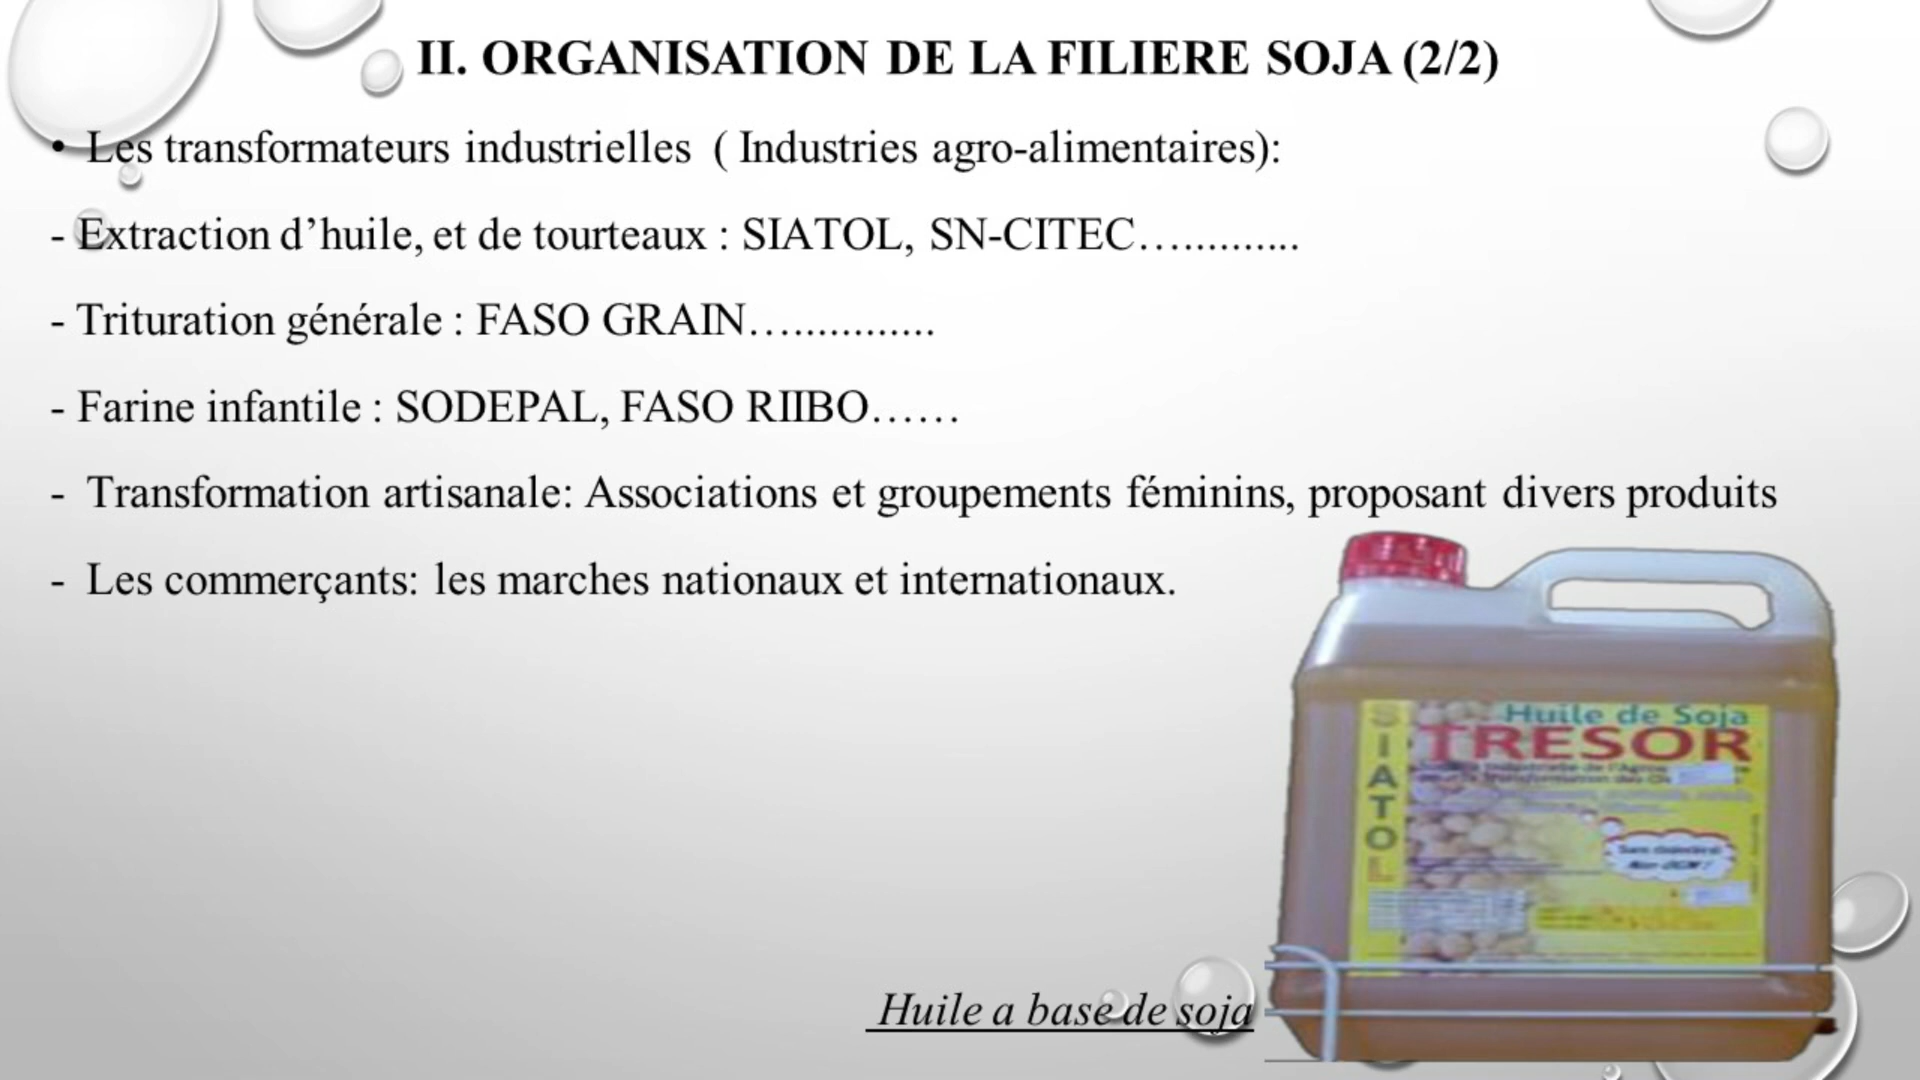 II. ORGANISATION DE LA FILIERE SOJA (2/2)
• Les transformateurs industrielles ( Industries agro-alimentaires):
- Extraction d’huile, et de tourteaux : SIATOL, SN-CITEC…..........
- Trituration générale : FASO GRAIN….............
- Farine infantile : SODEPAL, FASO RIIBO……
- Transformation artisanale: Associations et groupements féminins, proposant divers produits
- Les commerçants: les marches nationaux et internationaux.
SIATOL
Huile de Soja
TRESOR
Huile a base de soja